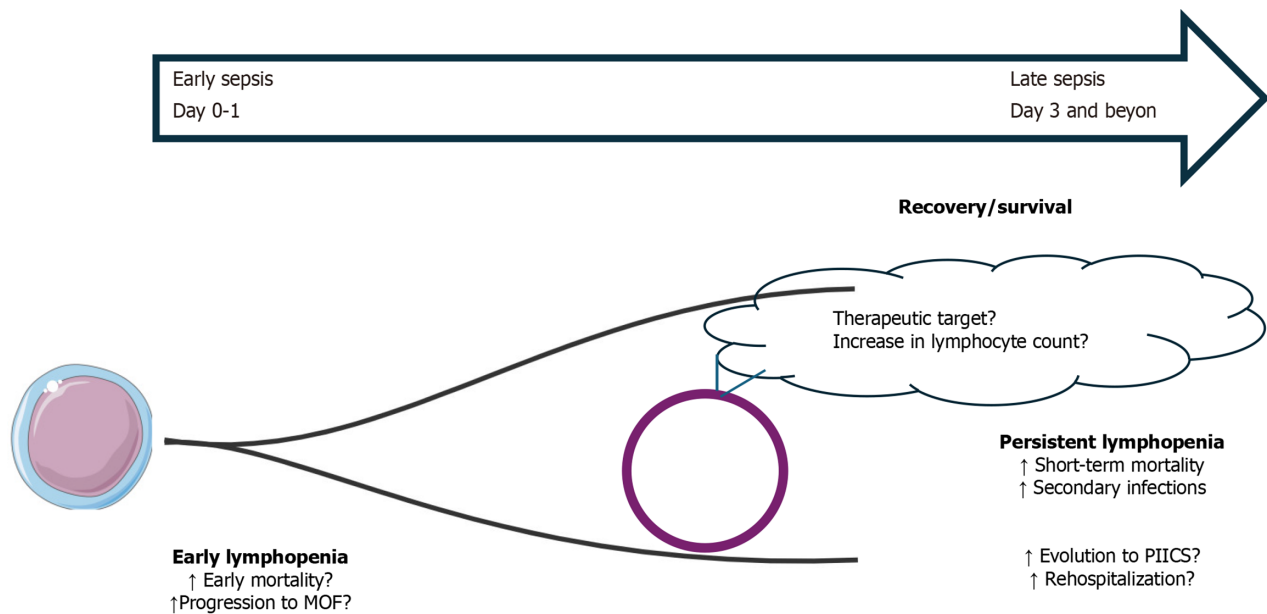 Early sepsis
Day 0-1
Late sepsis
Day 3 and beyon
Recovery/survival
Therapeutic target?
Increase in lymphocyte count?
Persistent lymphopenia
↑ Short-term mortality
↑ Secondary infections
Early lymphopenia
↑ Early mortality?
↑Progression to MOF?
↑ Evolution to PIICS?
↑ Rehospitalization?